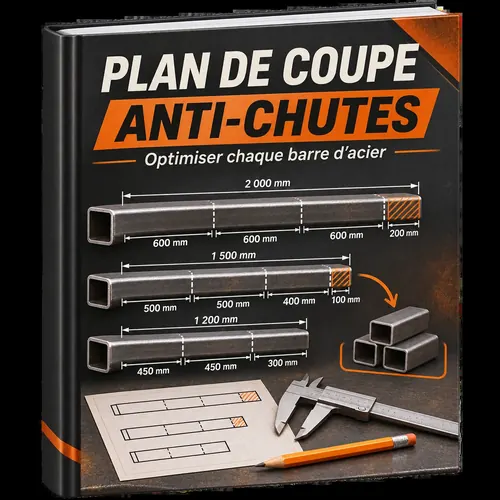 PLAN DE COUPE
ANTI-CHUTES
Optimiser chaque barre d'acier
2 000 mm
600 mm 600 mm 600 mm 200 mm
1 500 mm
500 mm 500 mm 400 mm 100 mm
1 200 mm
450 mm 450 mm 300 mm